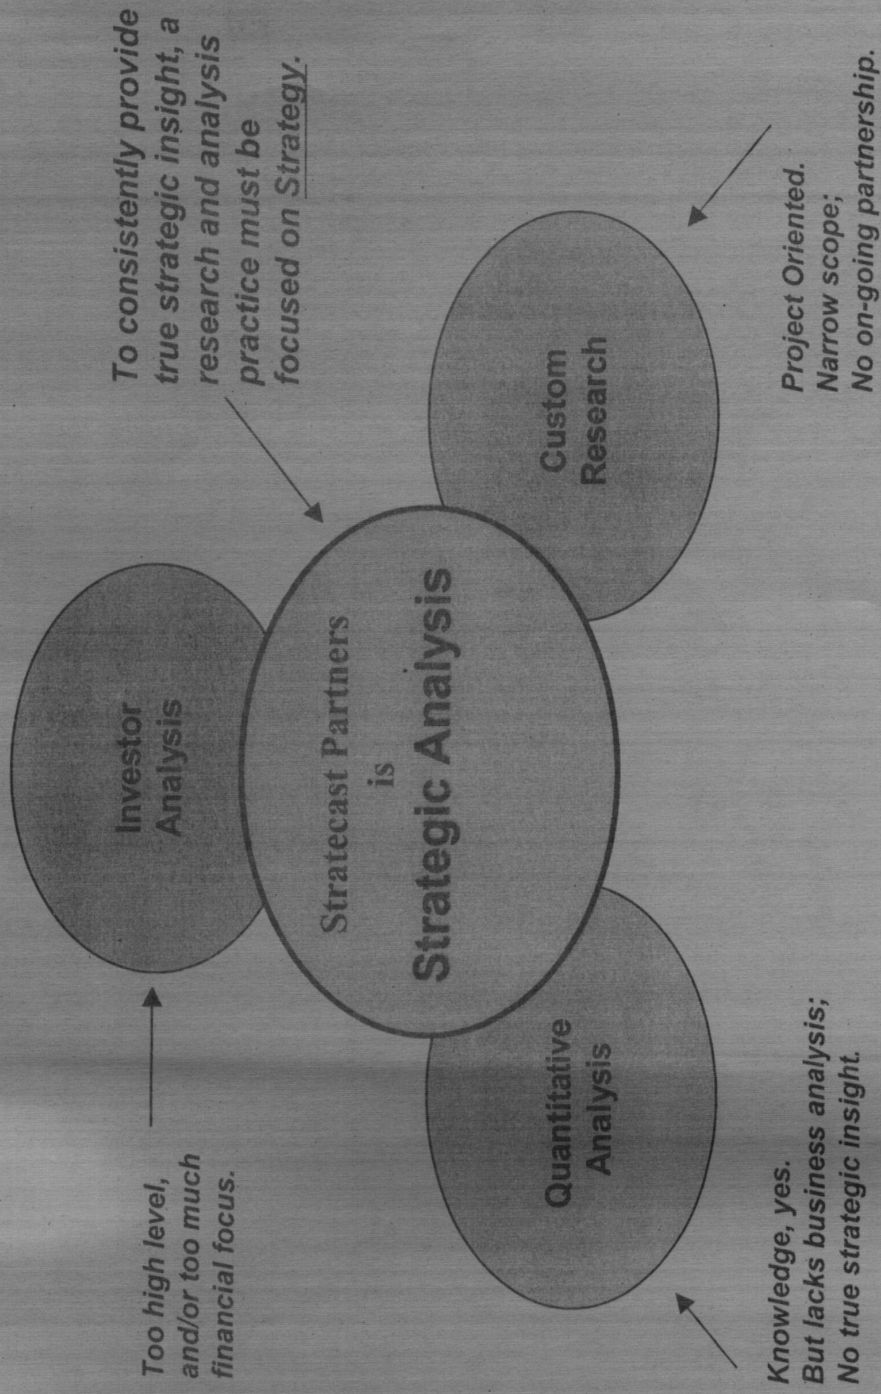 To consistently provide
true strategic insight, a
research and analysis
practice must be
focused on Strategy.
Too high level,
and/or too much
financial focus.
Investor
Analysis
Stratecast Partners
is
Strategic Analysis
Quantitative
Analysis
Custom
Research
Knowledge, yes.
But lacks business analysis;
No true strategic insight.
Project Oriented.
Narrow scope;
No on-going partnership.